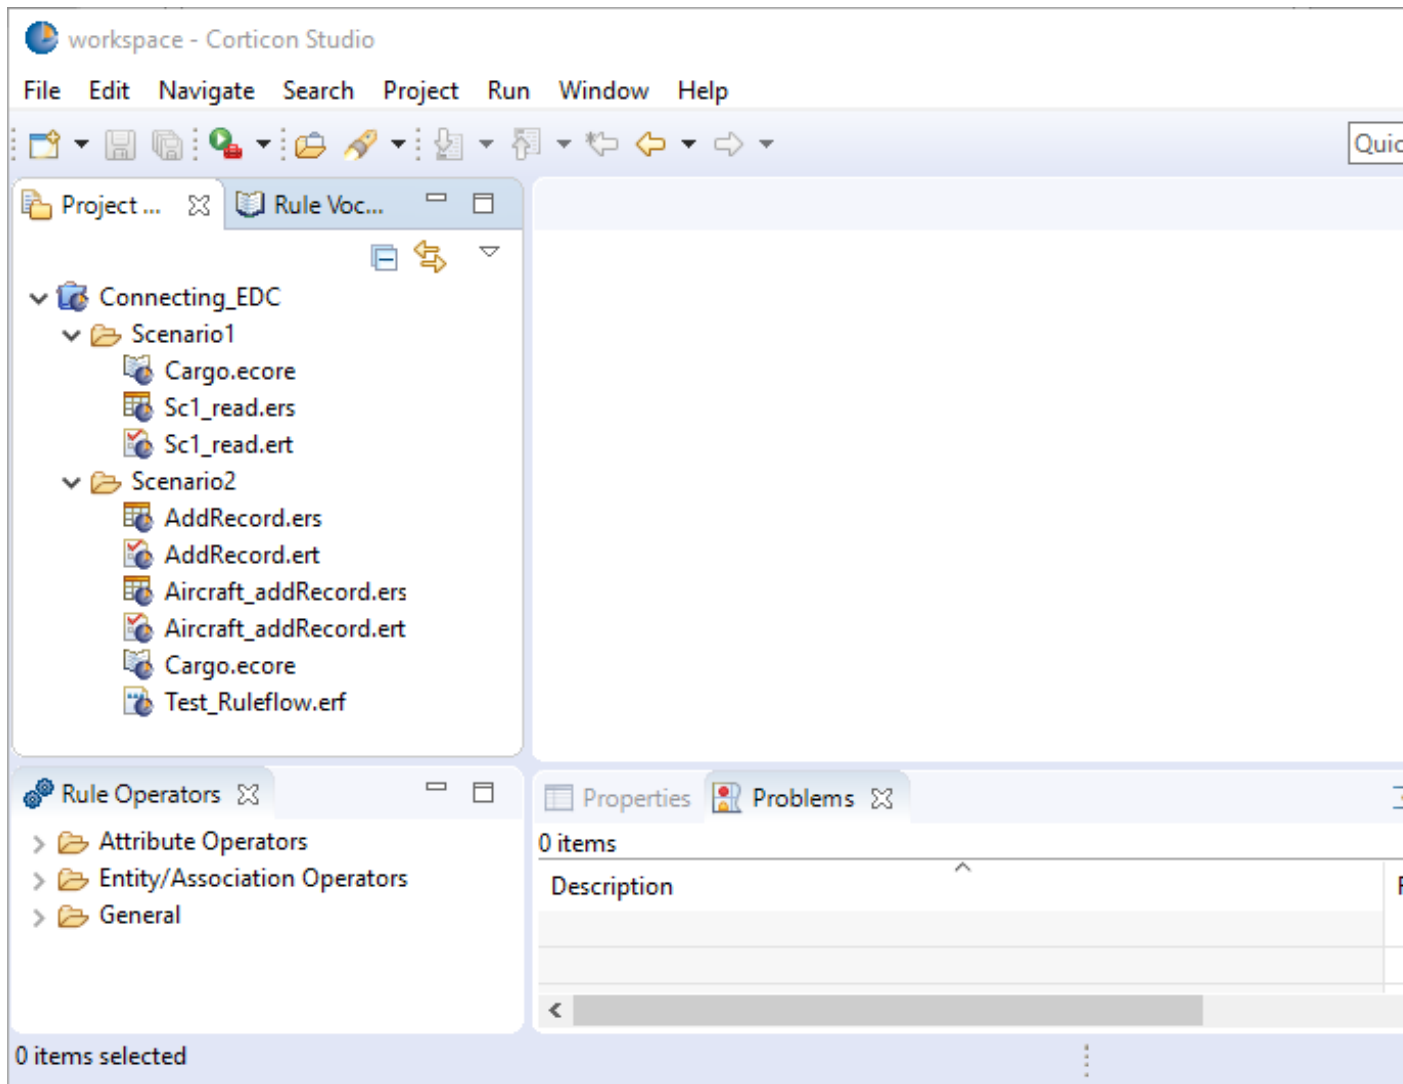 workspace - Corticon Studio
File Edit Navigate Search Project Run Window Help
Quic
Project ... Rule Voc...
Connecting_EDC
Scenario1
Cargo.ecore
Sc1_read.ers
Sc1_read.ert
Scenario2
AddRecord.ers
AddRecord.ert
Aircraft_addRecord.ers
Aircraft_addRecord.ert
Cargo.ecore
Test_Ruleflow.erf
Rule Operators
Attribute Operators
Entity/Association Operators
General
Properties Problems
0 items
Description
0 items selected